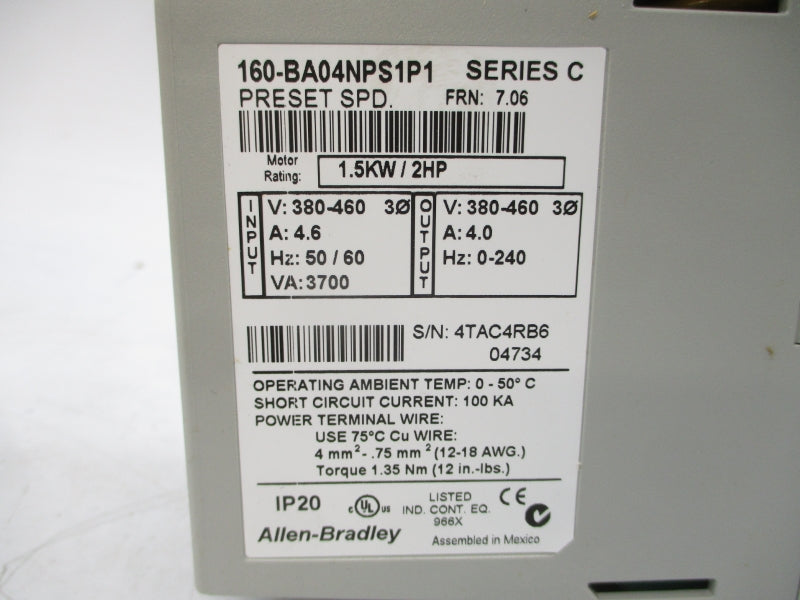 160-BA04NPS1P1 SERIES C
PRESET SPD. FRN: 7.06
Motor Rating: 1.5KW / 2HP
INPUT
V: 380-460 3Ø
A: 4.6
Hz: 50 / 60
VA: 3700
OUTPUT
V: 380-460 3Ø
A: 4.0
Hz: 0-240
S/N: 4TAC4RB6
04734
OPERATING AMBIENT TEMP: 0 - 50° C
SHORT CIRCUIT CURRENT: 100 KA
POWER TERMINAL WIRE:
USE 75°C Cu WIRE:
4 mm² - .75 mm² (12-18 AWG.)
Torque 1.35 Nm (12 in.-lbs.)
IP20 c UL us LISTED IND. CONT. EQ. 966X CE
Allen-Bradley
Assembled in Mexico